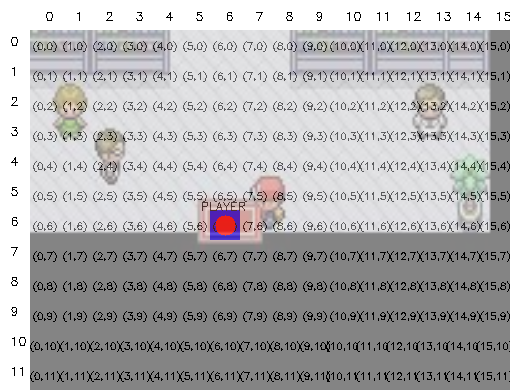 0 1 2 3 4 5 6 7 8 9 10 11 12 13 14 15
0 (0,0) (1,0) (2,0) (3,0) (4,0) (5,0) (6,0) (7,0) (8,0) (9,0) (10,0) (11,0) (12,0) (13,0) (14,0) (15,0)
1 (0,1) (1,1) (2,1) (3,1) (4,1) (5,1) (6,1) (7,1) (8,1) (9,1) (10,1) (11,1) (12,1) (13,1) (14,1) (15,1)
2 (0,2) (1,2) (2,2) (3,2) (4,2) (5,2) (6,2) (7,2) (8,2) (9,2) (10,2) (11,2) (12,2) (13,2) (14,2) (15,2)
3 (0,3) (1,3) (2,3) (3,3) (4,3) (5,3) (6,3) (7,3) (8,3) (9,3) (10,3) (11,3) (12,3) (13,3) (14,3) (15,3)
4 (0,4) (1,4) (2,4) (3,4) (4,4) (5,4) (6,4) (7,4) (8,4) (9,4) (10,4) (11,4) (12,4) (13,4) (14,4) (15,4)
5 (0,5) (1,5) (2,5) (3,5) (4,5) (5,5) (6,5) (7,5) (8,5) (9,5) (10,5) (11,5) (12,5) (13,5) (14,5) (15,5)
PLAYER
6 (0,6) (1,6) (2,6) (3,6) (4,6) (5,6) (7,6) (8,6) (9,6) (10,6) (11,6) (12,6) (13,6) (14,6) (15,6)
7 (0,7) (1,7) (2,7) (3,7) (4,7) (5,7) (6,7) (7,7) (8,7) (9,7) (10,7) (11,7) (12,7) (13,7) (14,7) (15,7)
8 (0,8) (1,8) (2,8) (3,8) (4,8) (5,8) (6,8) (7,8) (8,8) (9,8) (10,8) (11,8) (12,8) (13,8) (14,8) (15,8)
9 (0,9) (1,9) (2,9) (3,9) (4,9) (5,9) (6,9) (7,9) (8,9) (9,9) (10,9) (11,9) (12,9) (13,9) (14,9) (15,9)
10 (0,10) (1,10) (2,10) (3,10) (4,10) (5,10) (6,10) (7,10) (8,10) (9,10) (10,10) (11,10) (12,10) (13,10) (14,10) (15,10)
11 (0,11) (1,11) (2,11) (3,11) (4,11) (5,11) (6,11) (7,11) (8,11) (9,11) (10,11) (11,11) (12,11) (13,11) (14,11) (15,11)